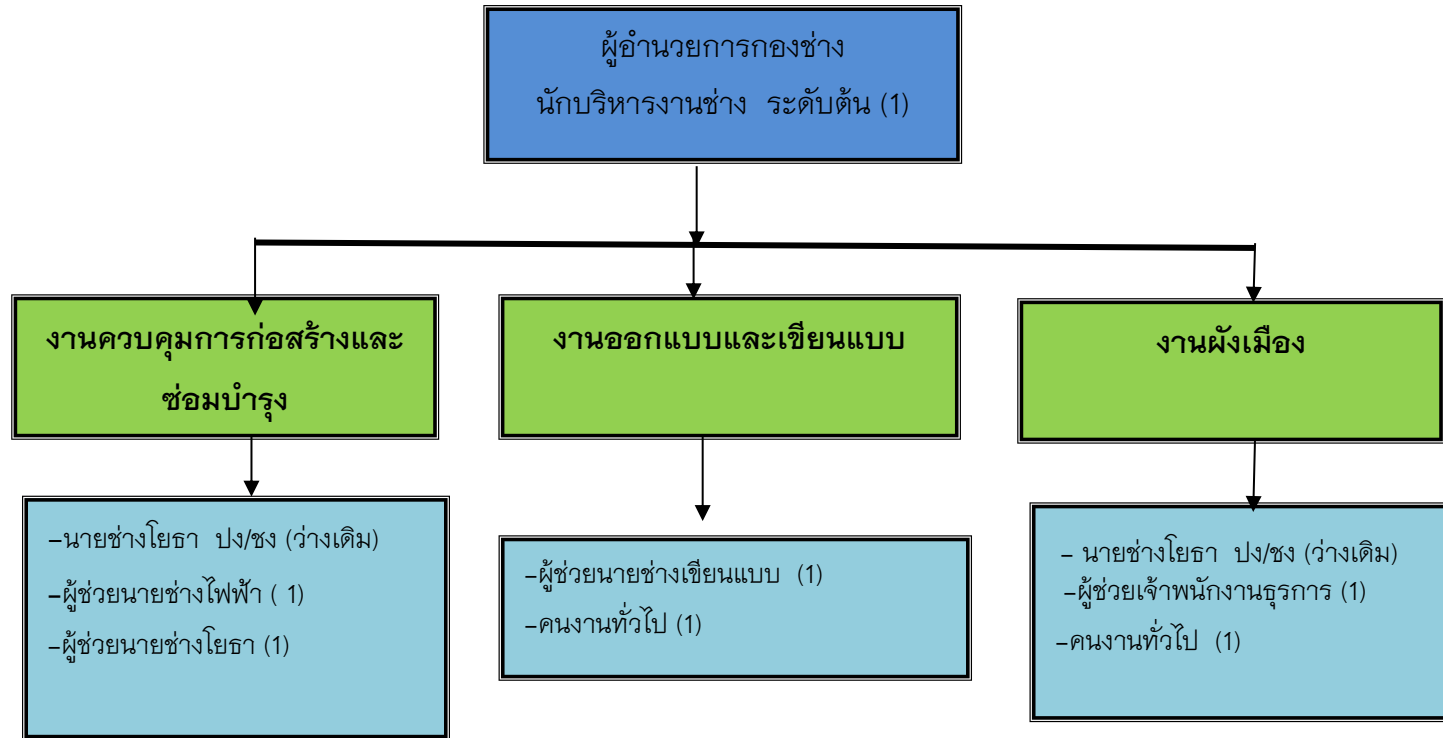 ผู้อำนวยการกองช่าง
นักบริหารงานช่าง ระดับต้น (1)
งานควบคุมการก่อสร้างและ
ซ่อมบำรุง
งานออกแบบและเขียนแบบ
งานผังเมือง
–นายช่างโยธา ปง/ชง (ว่างเดิม)
–ผู้ช่วยนายช่างไฟฟ้า ( 1)
–ผู้ช่วยนายช่างโยธา (1)
–ผู้ช่วยนายช่างเขียนแบบ (1)
–คนงานทั่วไป (1)
– นายช่างโยธา ปง/ชง (ว่างเดิม)
–ผู้ช่วยเจ้าพนักงานธุรการ (1)
–คนงานทั่วไป (1)